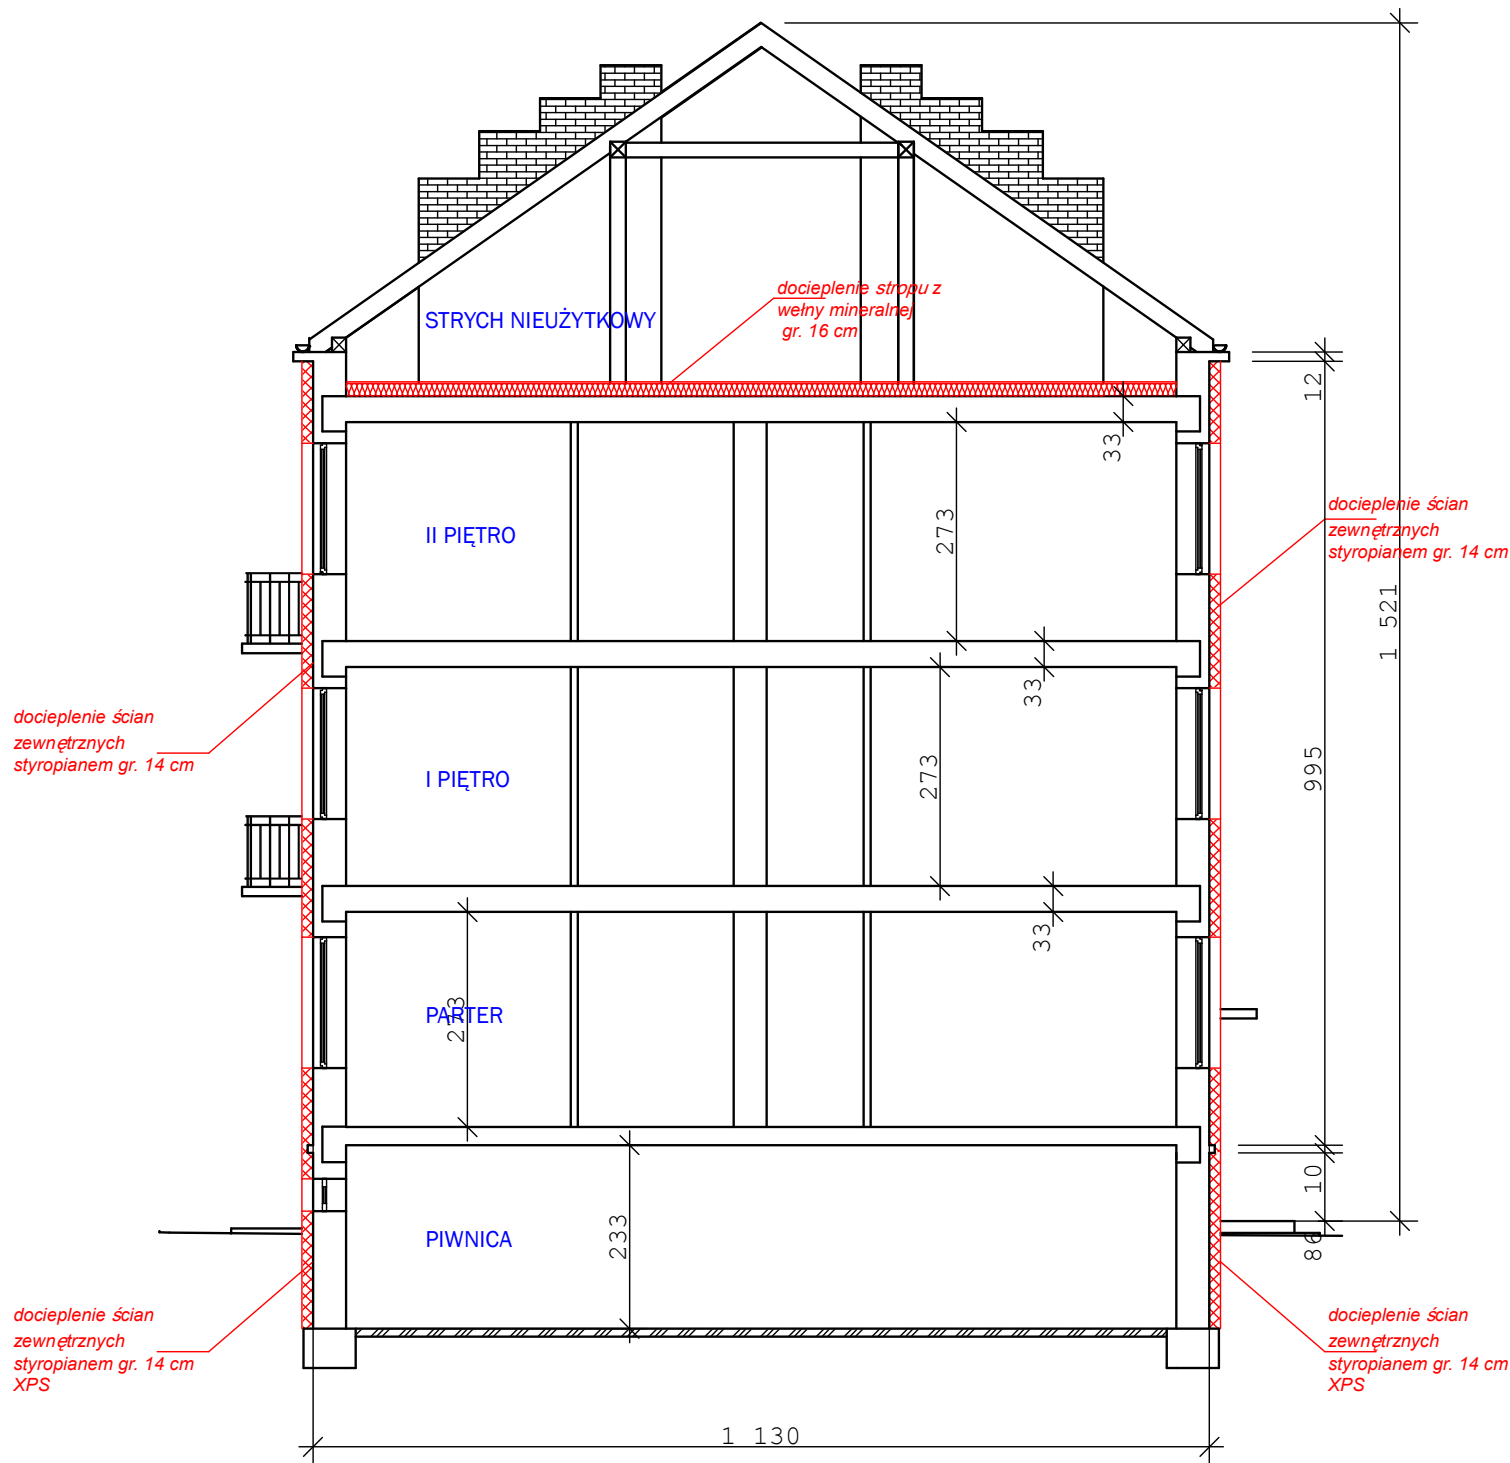 docieplenie stropu z
wełny mineralnej
gr. 16 cm
STRYCH NIEUŻYTKOWY
12
33
II PIĘTRO
273
docieplenie ścian
zewnętrznych
styropianem gr. 14 cm
1 521
33
docieplenie ścian
zewnętrznych
styropianem gr. 14 cm
I PIĘTRO
273
995
33
PARTER
273
10
PIWNICA
233
86
docieplenie ścian
zewnętrznych
styropianem gr. 14 cm
XPS
docieplenie ścian
zewnętrznych
styropianem gr. 14 cm
XPS
1 130